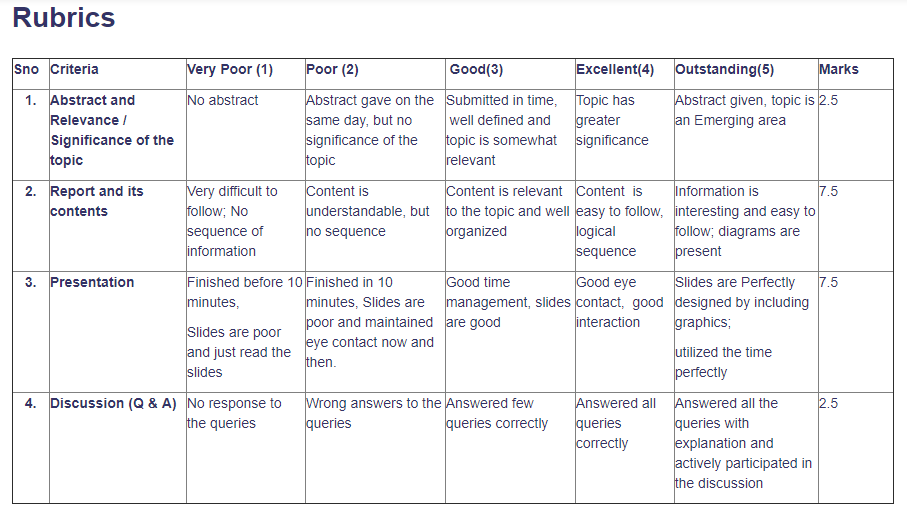 Rubrics
Sno Criteria Very Poor (1) Poor (2) Good(3) Excellent(4) Outstanding(5) Marks
1. Abstract and Relevance / Significance of the topic
No abstract
Abstract gave on the same day, but no significance of the topic
Submitted in time, well defined and topic is somewhat relevant
Topic has greater significance
Abstract given, topic is an Emerging area
2.5
2. Report and its contents
Very difficult to follow; No sequence of information
Content is understandable, but no sequence
Content is relevant to the topic and well organized
Content is easy to follow, logical sequence
Information is interesting and easy to follow; diagrams are present
7.5
3. Presentation
Finished before 10 minutes,
Slides are poor and just read the slides
Finished in 10 minutes, Slides are poor and maintained eye contact now and then.
Good time management, slides are good
Good eye contact, good interaction
Slides are Perfectly designed by including graphics;
utilized the time perfectly
7.5
4. Discussion (Q & A)
No response to the queries
Wrong answers to the queries
Answered few queries correctly
Answered all queries correctly
Answered all the queries with explanation and actively participated in the discussion
2.5